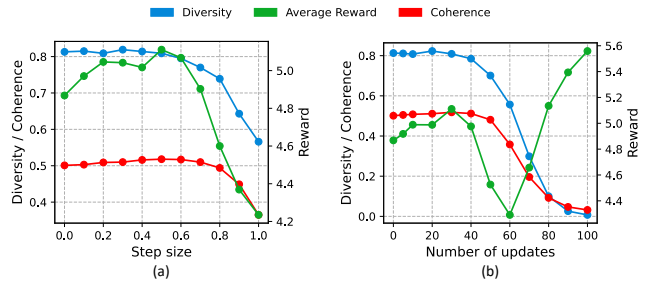 Diversity Average Reward Coherence
Diversity / Coherence
0.8
0.7
0.6
0.5
0.4
0.0 0.2 0.4 0.6 0.8 1.0
Step size
5.0
4.8
4.6
4.4
4.2
Reward
(a)
Diversity / Coherence
0.8
0.6
0.4
0.2
0.0
0 20 40 60 80 100
Number of updates
5.6
5.4
5.2
5.0
4.8
4.6
4.4
Reward
(b)